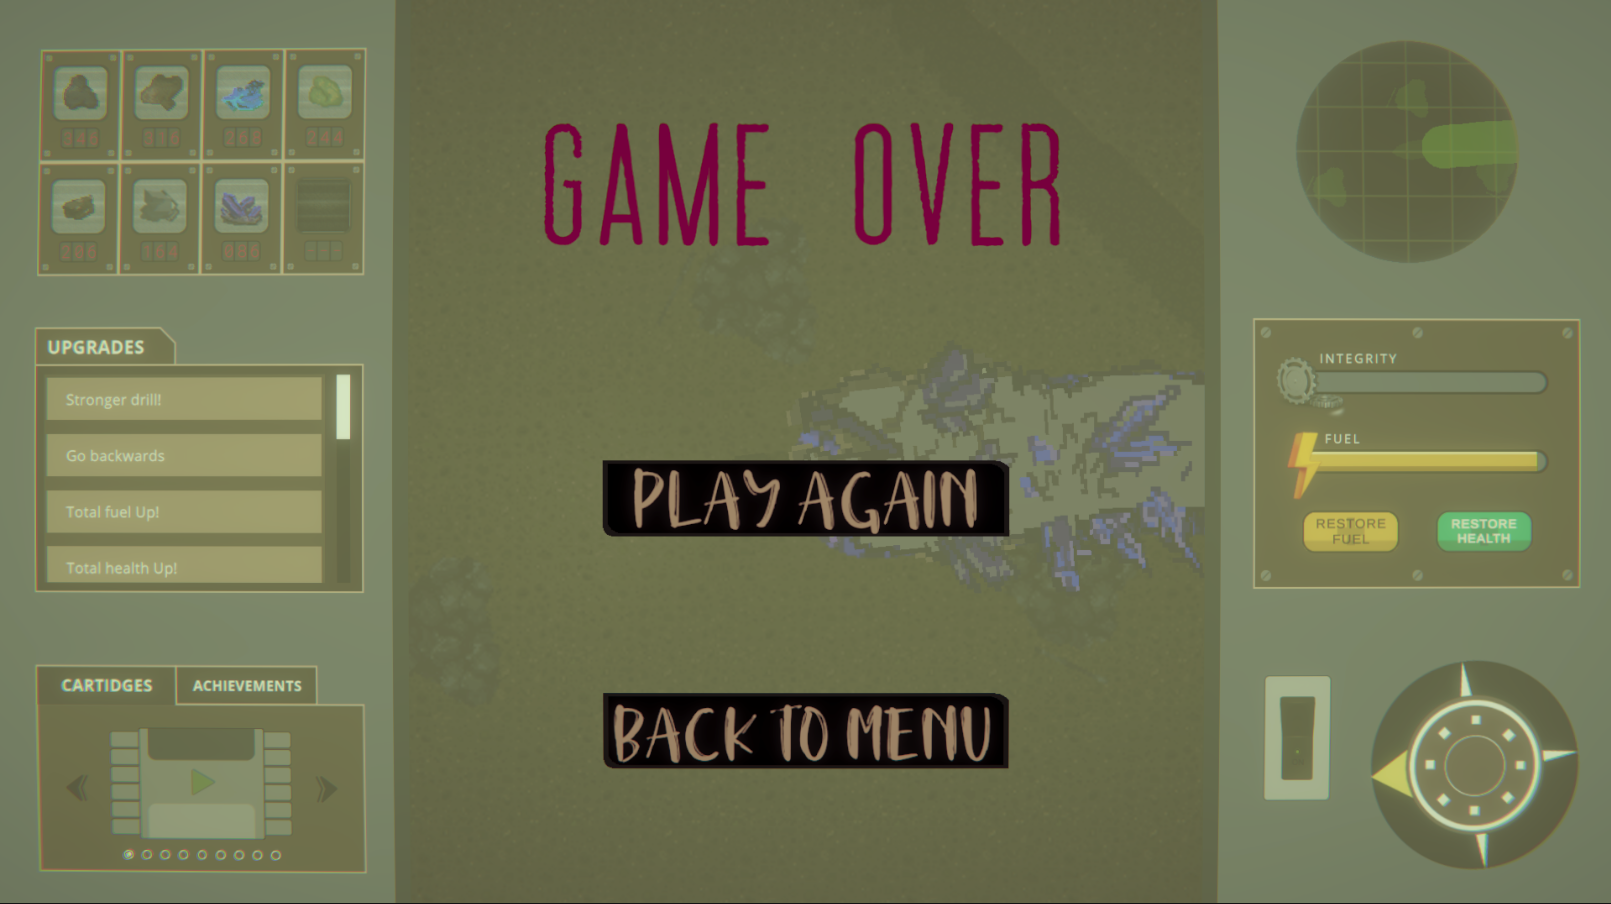 GAME OVER
UPGRADES
Stronger drill!
Go backwards
Total fuel Up!
Total health Up!
INTEGRITY
FUEL
RESTORE
FUEL
RESTORE
HEALTH
PLAY AGAIN
BACK TO MENU
CARTIDGES
ACHIEVEMENTS